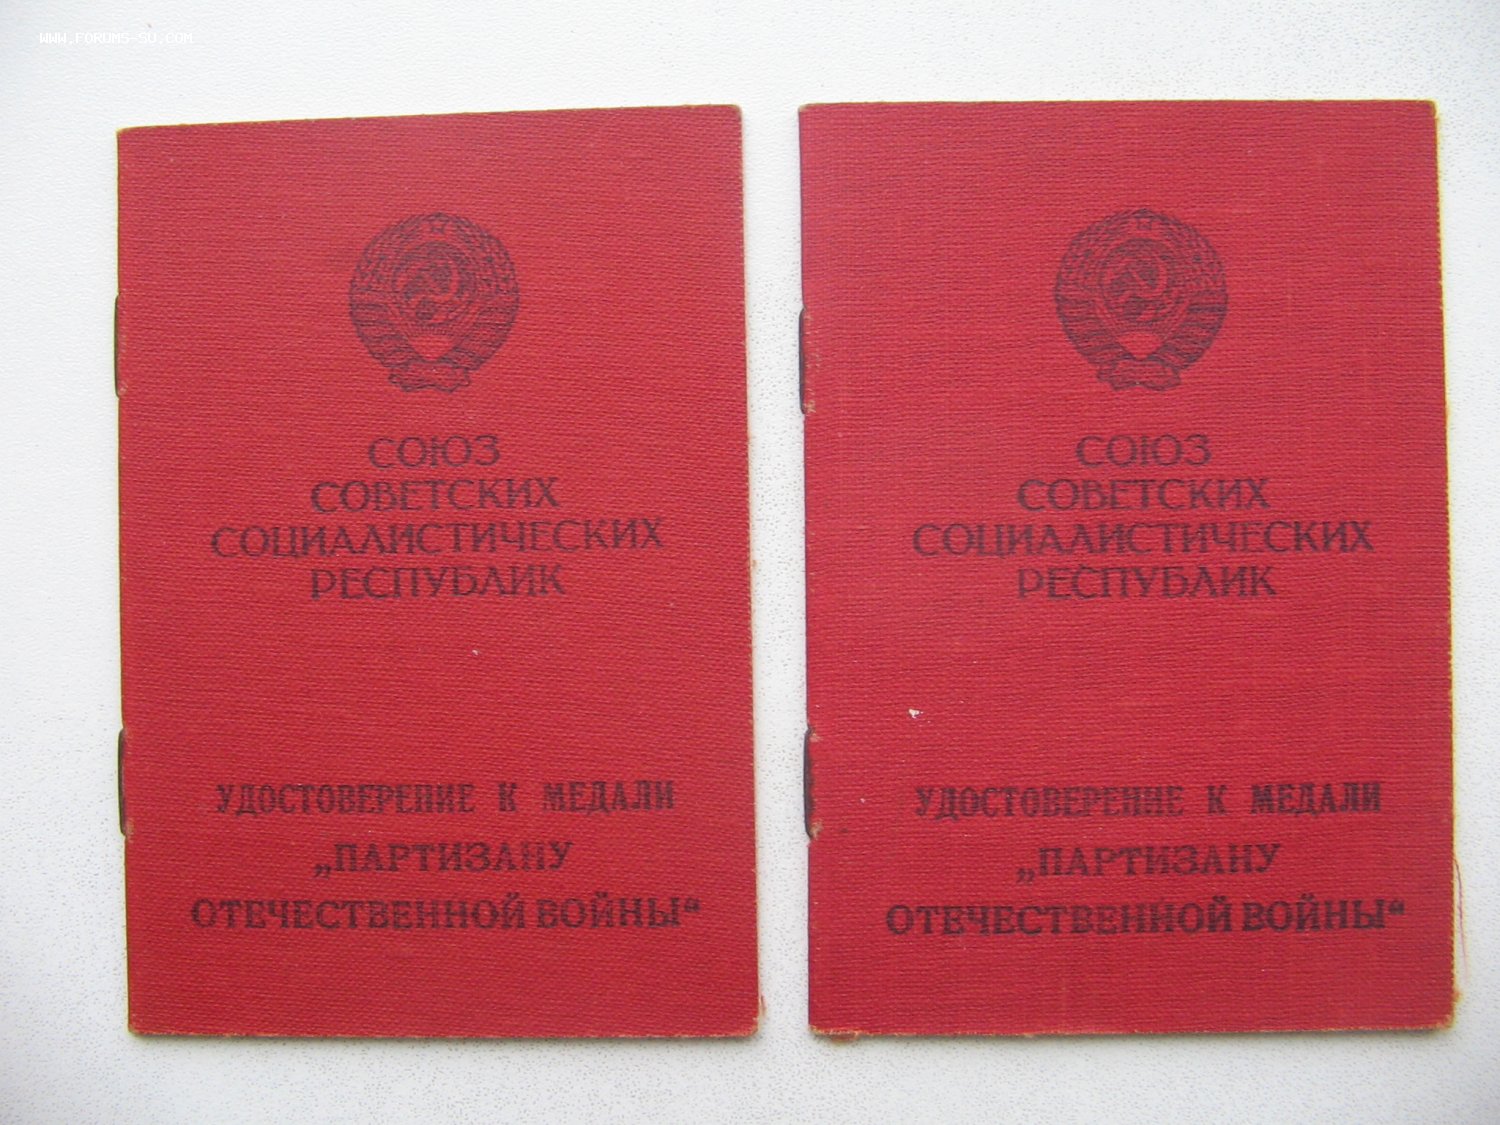 WWW.FORUMS-SU.COM
СОЮЗ
СОВЕТСКИХ
СОЦИАЛИСТИЧЕСКИХ
РЕСПУБЛИК
УДОСТОВЕРЕНИЕ К МЕДАЛИ
„ПАРТИЗАНУ
ОТЕЧЕСТВЕННОЙ ВОЙНЫ“
СОЮЗ
СОВЕТСКИХ
СОЦИАЛИСТИЧЕСКИХ
РЕСПУБЛИК
УДОСТОВЕРЕНИЕ К МЕДАЛИ
„ПАРТИЗАНУ
ОТЕЧЕСТВЕННОЙ ВОЙНЫ“